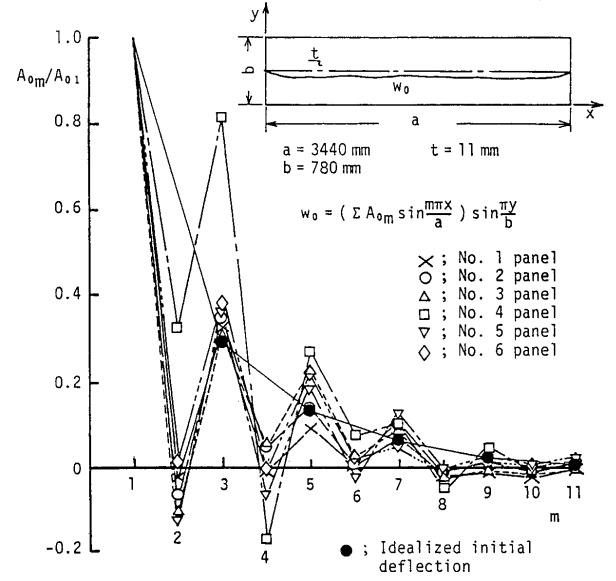 y
1.0
A₀ₘ/A₀₁
b
t
w₀
x
a
0.8
a = 3440 mm t = 11 mm
b = 780 mm
0.6
w₀ = ( Σ A₀ₘ sin mπx/a ) sin πy/b
× ; No. 1 panel
○ ; No. 2 panel
0.4
△ ; No. 3 panel
□ ; No. 4 panel
▽ ; No. 5 panel
◇ ; No. 6 panel
0.2
0
1 2 3 4 5 6 7 8 9 10 11
m
-0.2
● ; Idealized initial
deflection